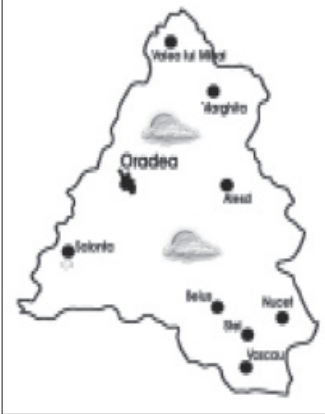 Valea lui Mihai
Marghita
Oradea
Alesd
Salonta
Beius
Nucet
Stei
Vascau